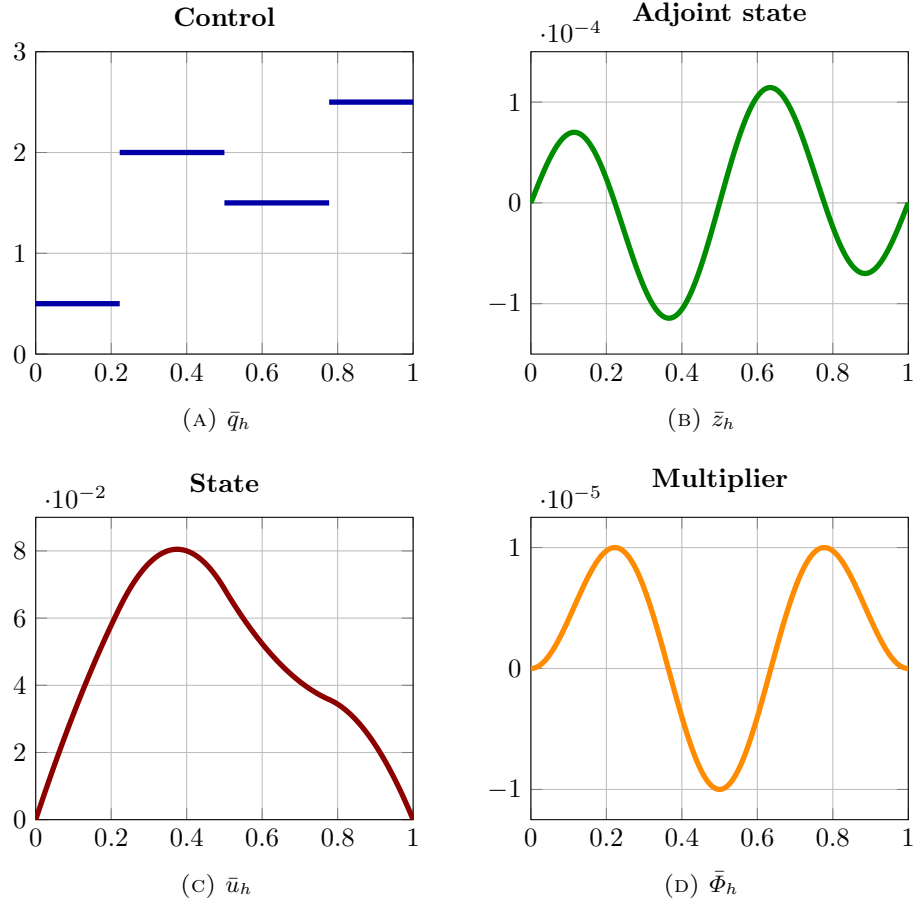 Control
3
2
1
0
0 0.2 0.4 0.6 0.8 1
(A) q̄_h
Adjoint state
·10⁻⁴
1
0
−1
0 0.2 0.4 0.6 0.8 1
(B) z̄_h
State
·10⁻²
8
6
4
2
0
0 0.2 0.4 0.6 0.8 1
(C) ū_h
Multiplier
·10⁻⁵
1
0
−1
0 0.2 0.4 0.6 0.8 1
(D) Φ̄_h